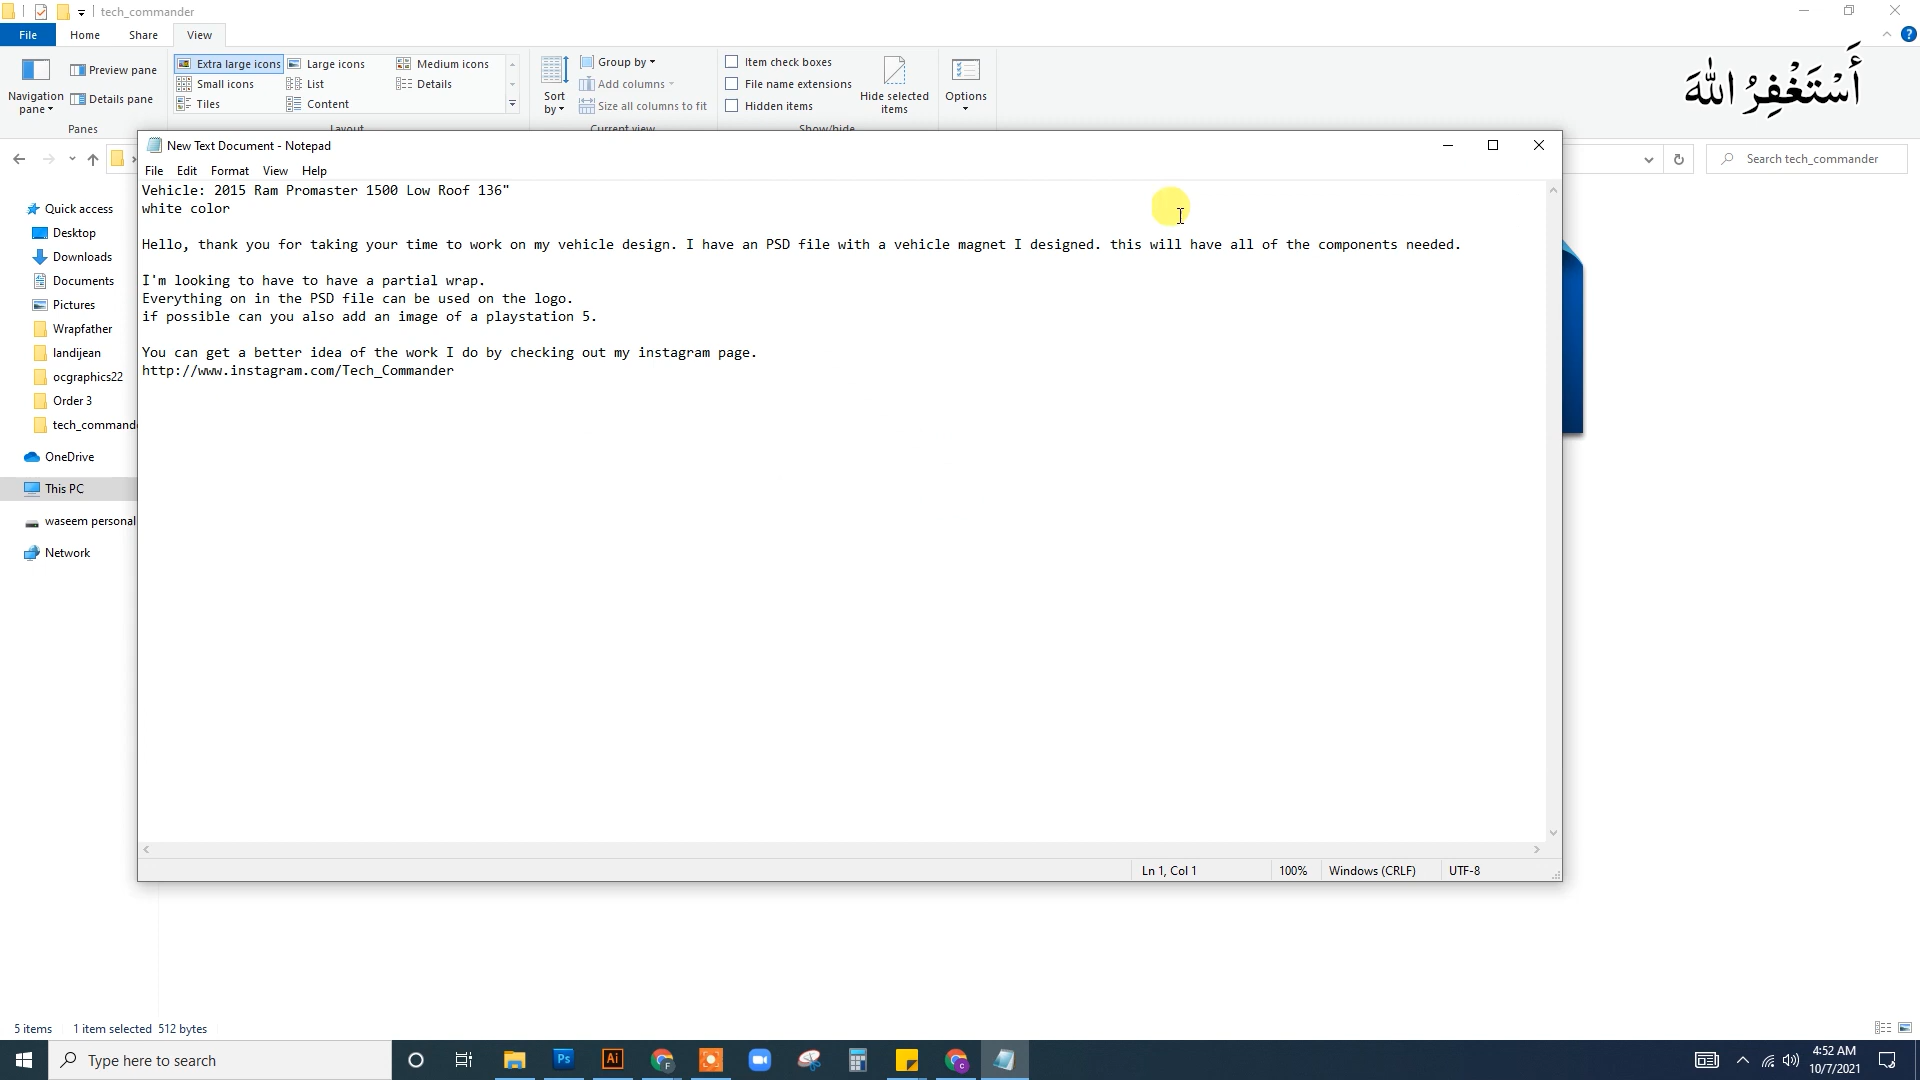 tech_commander
File Home Share View
Navigation pane
Preview pane
Details pane
Panes
Extra large icons Large icons Medium icons
Small icons List Details
Tiles Content
Layout
Sort by
Group by
Add columns
Size all columns to fit
Current view
Item check boxes
File name extensions
Hidden items
Hide selected items
Show/hide
Options
أَسْتَغْفِرُ اللّٰهَ
Search tech_commander
New Text Document - Notepad
File Edit Format View Help
Vehicle: 2015 Ram Promaster 1500 Low Roof 136"
white color
Hello, thank you for taking your time to work on my vehicle design. I have an PSD file with a vehicle magnet I designed. this will have all of the components needed.
I'm looking to have to have a partial wrap.
Everything on in the PSD file can be used on the logo.
if possible can you also add an image of a playstation 5.
You can get a better idea of the work I do by checking out my instagram page.
http://www.instagram.com/Tech_Commander
Ln 1, Col 1 100% Windows (CRLF) UTF-8
Quick access
Desktop
Downloads
Documents
Pictures
Wrapfather
landijean
ocgraphics22
Order 3
tech_command
OneDrive
This PC
waseem personal
Network
5 items 1 item selected 512 bytes
Type here to search
Ps
Ai
4:52 AM
10/7/2021